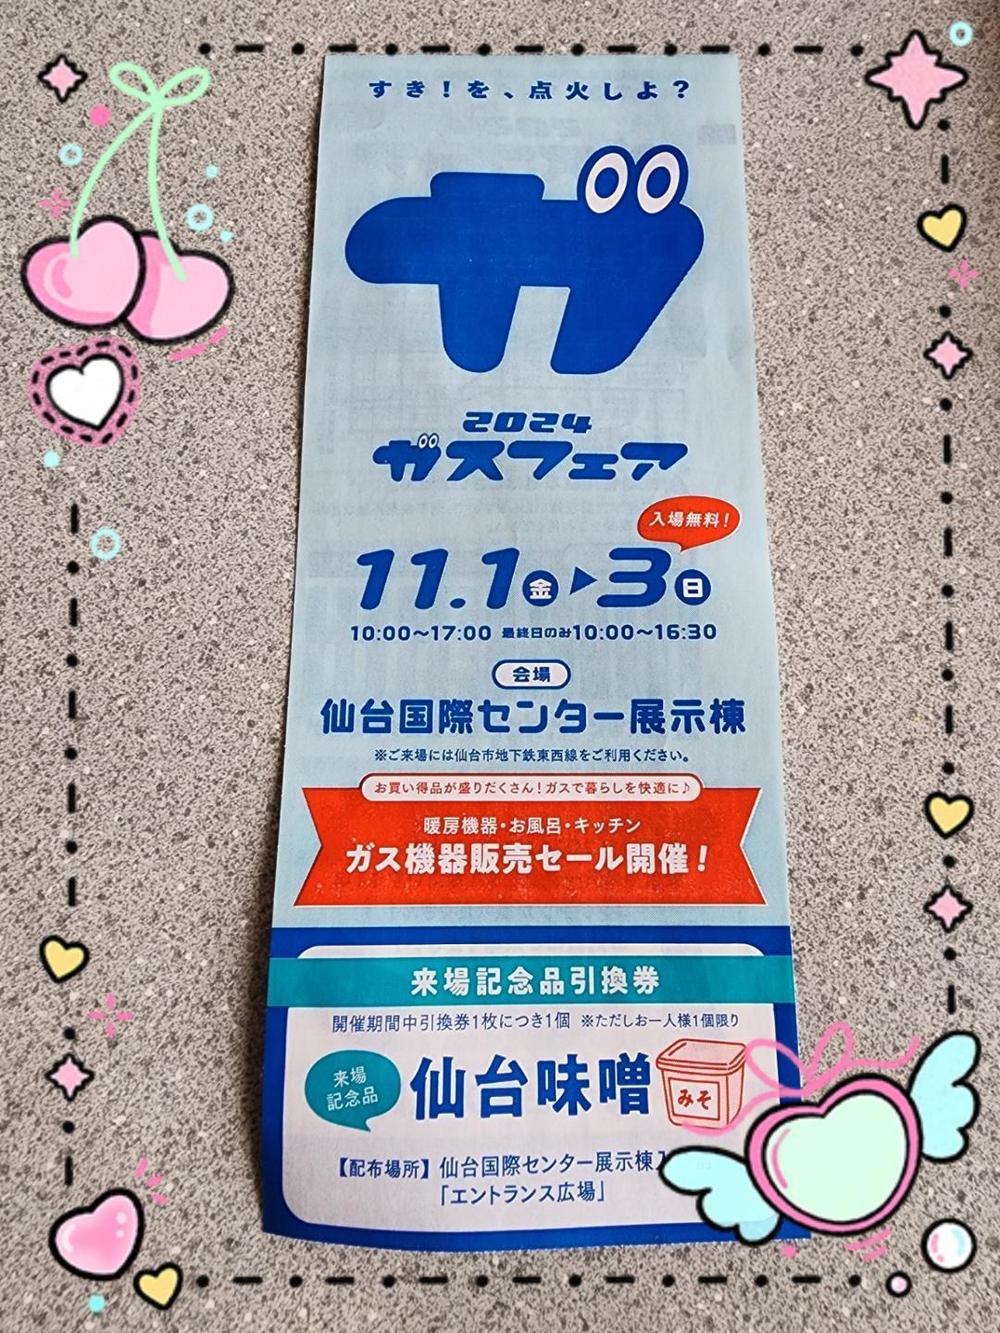 すき!を、点火しよ?
ガ
2024
ガスフェア
入場無料!
11.1金▶3日
10:00〜17:00 最終日のみ10:00〜16:30
会場
仙台国際センター展示棟
※ご来場には仙台市地下鉄東西線をご利用ください。
お買い得品が盛りだくさん!ガスで暮らしを快適に♪
暖房機器・お風呂・キッチン
ガス機器販売セール開催!
来場記念品引換券
開催期間中引換券1枚につき1個 ※ただしお一人様1個限り
来場
記念品
仙台味噌
みそ
【配布場所】仙台国際センター展示棟
「エントランス広場」